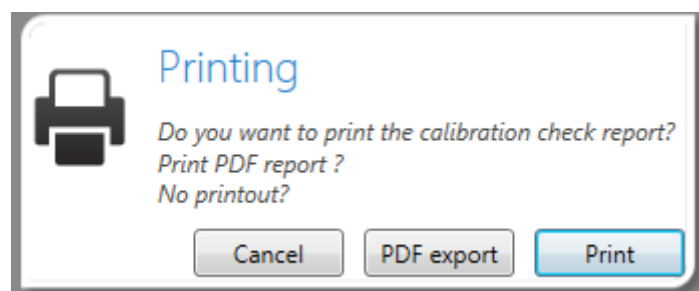 Printing
Do you want to print the calibration check report?
Print PDF report ?
No printout?
Cancel PDF export Print